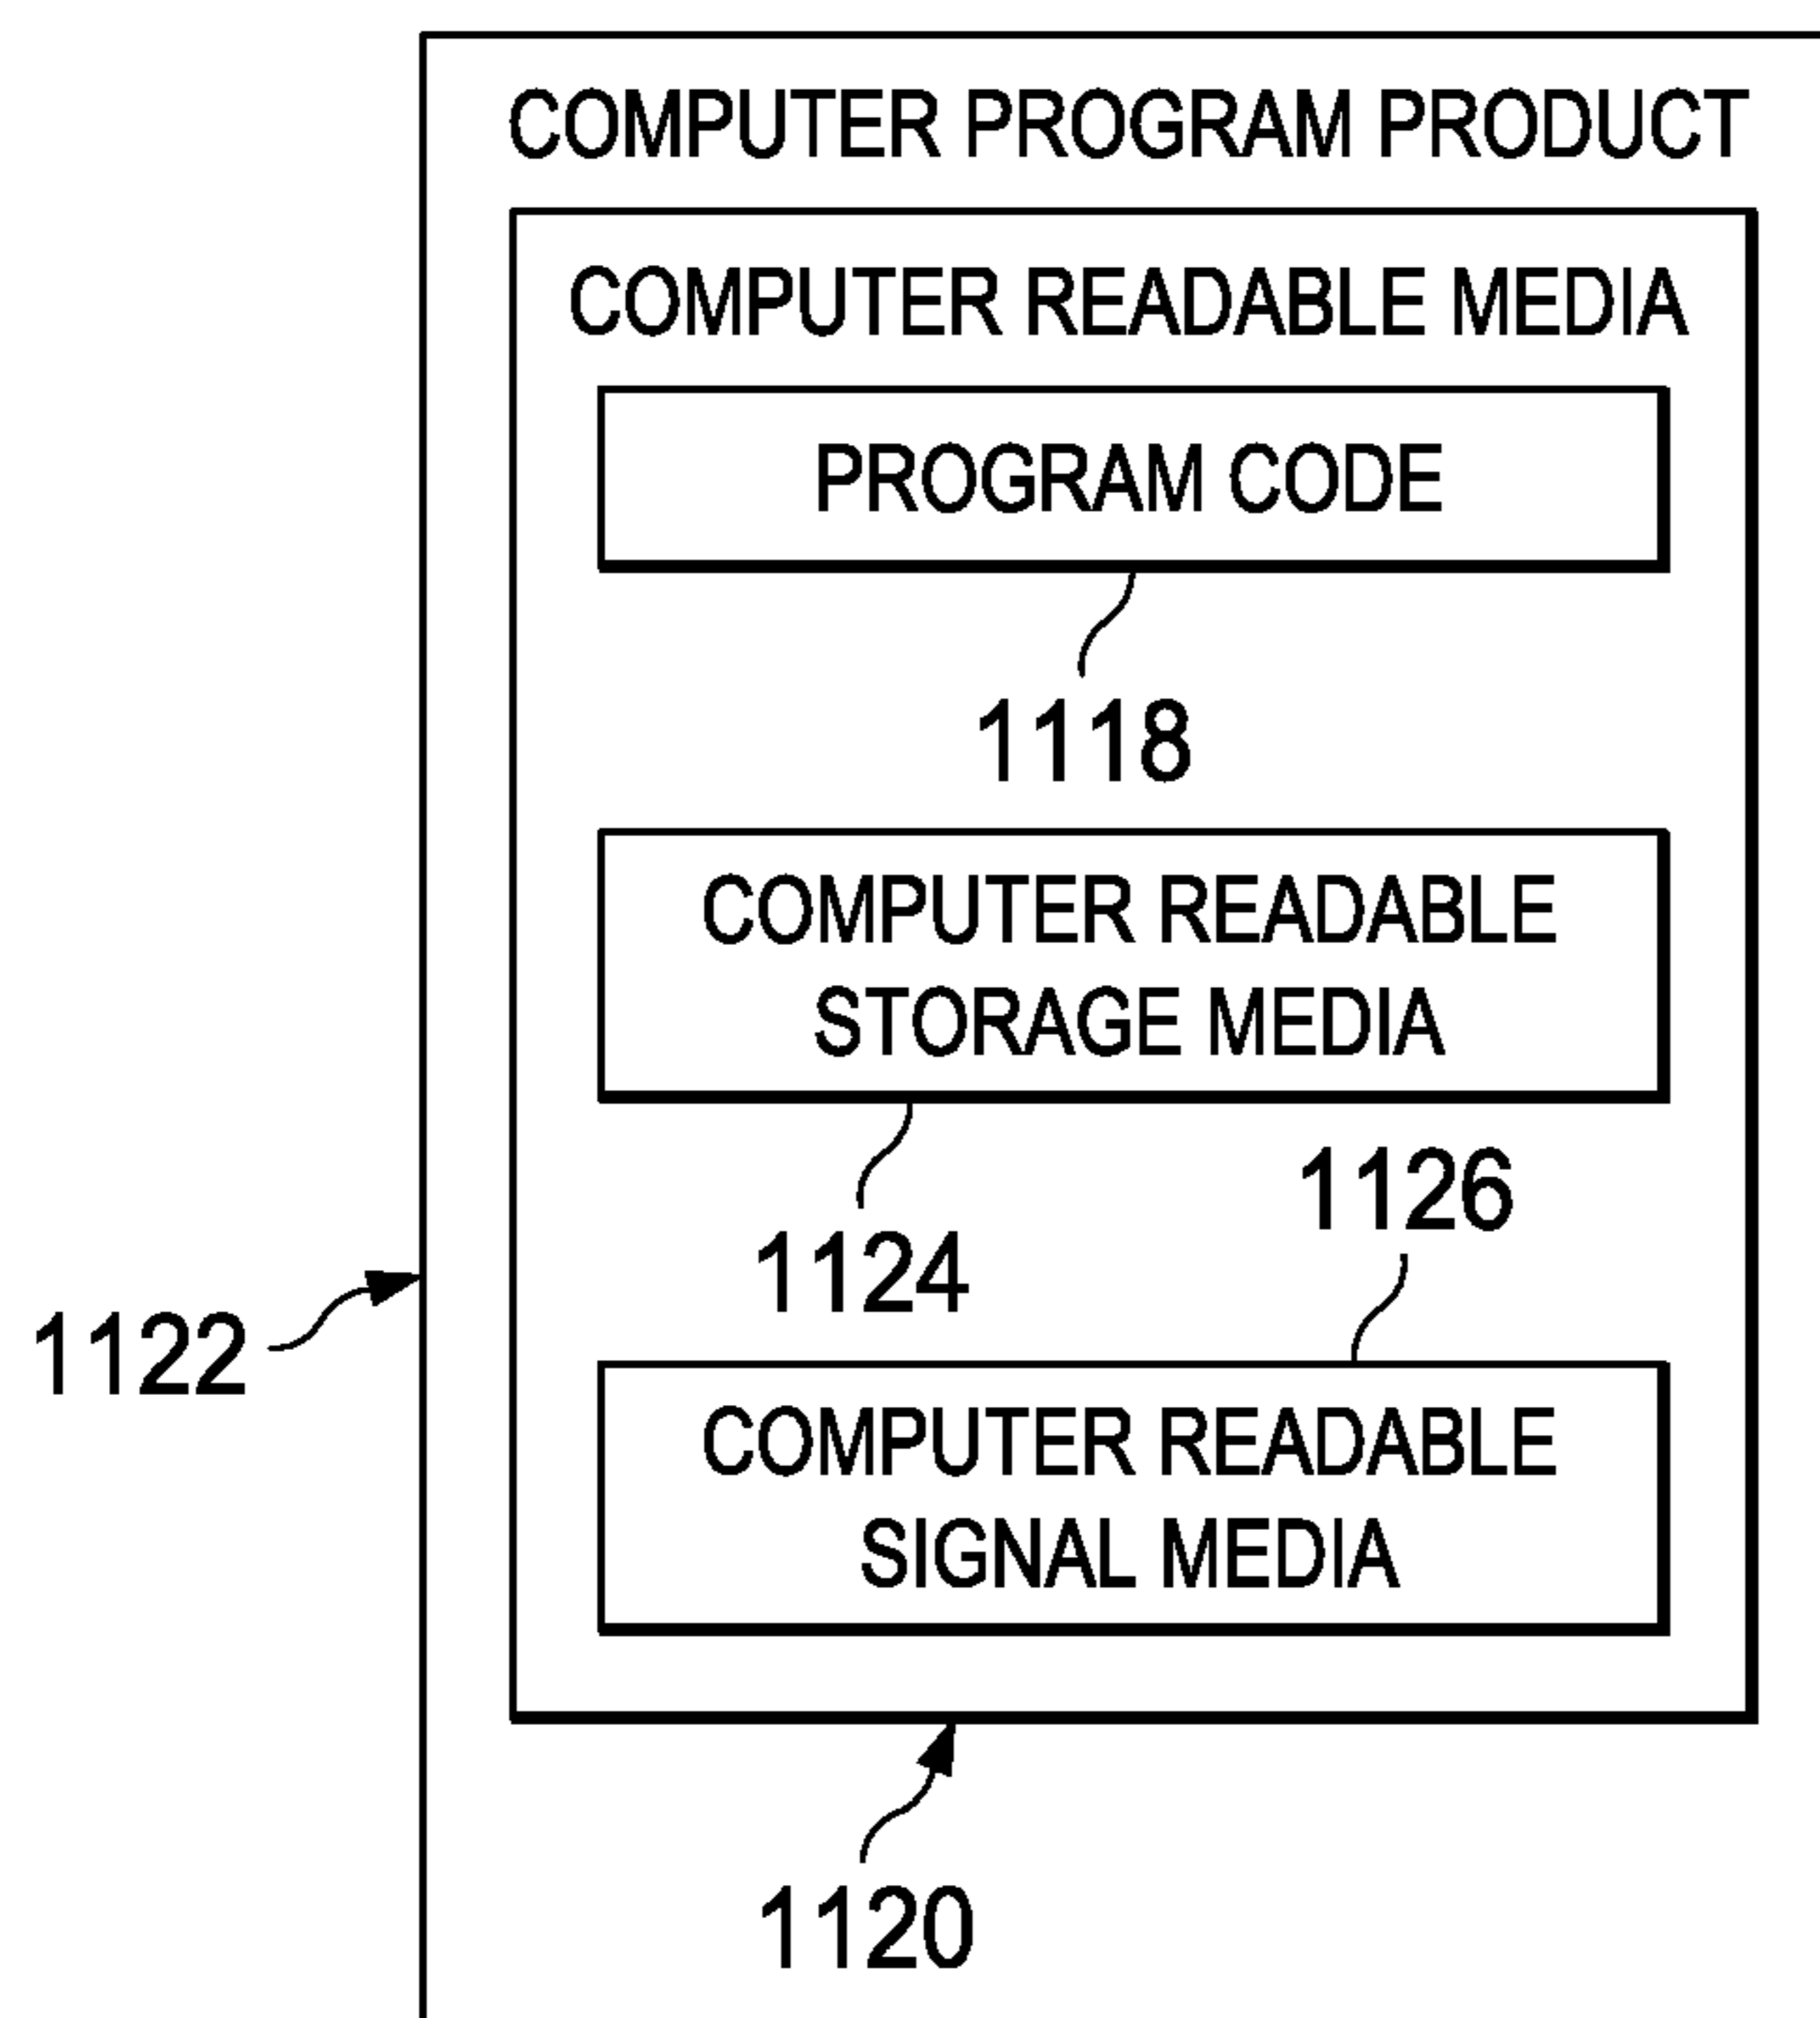 COMPUTER PROGRAM PRODUCT
COMPUTER READABLE MEDIA
PROGRAM CODE
1118
COMPUTER READABLE
STORAGE MEDIA
1126
1124
1122
COMPUTER READABLE
SIGNAL MEDIA
1120